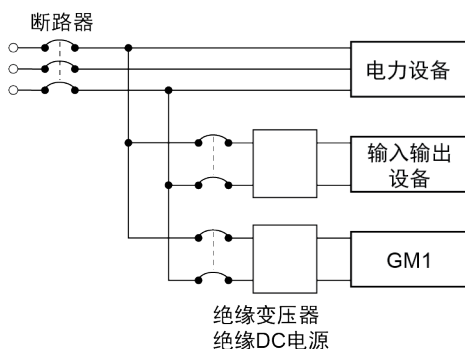 断路器
电力设备
输入输出
设备
GM1
绝缘变压器
绝缘DC电源